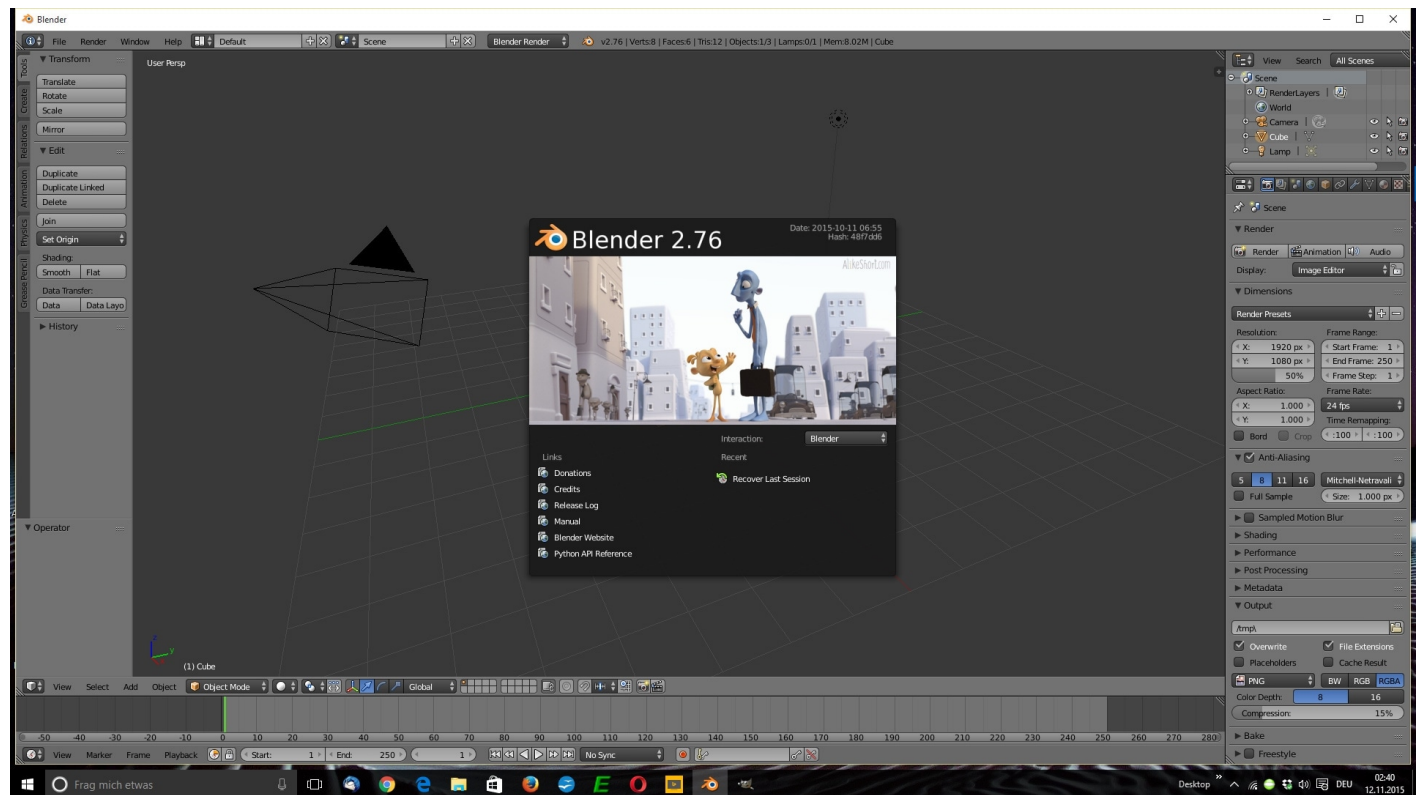 Blender
File Render Window Help Default Scene Blender Render v2.76 | Verts:8 | Faces:6 | Tris:12 | Objects:1/3 | Lamps:0/1 | Mem:8.02M | Cube
Tools
Create
Relations
Animation
Physics
Grease Pencil
Transform
Translate
Rotate
Scale
Mirror
Edit
Duplicate
Duplicate Linked
Delete
Join
Set Origin
Shading:
Smooth Flat
Data Transfer:
Data Data Layo
History
Operator
User Persp
Blender 2.76
Date: 2015-10-11 06:55
Hash: 48f7dd6
AlikeShort.com
Interaction: Blender
Links
Donations
Credits
Release Log
Manual
Blender Website
Python API Reference
Recent
Recover Last Session
z
y
(1) Cube
View Search All Scenes
Scene
RenderLayers |
World
Camera |
Cube |
Lamp |
Scene
Render
Render Animation Audio
Display: Image Editor
Dimensions
Render Presets
Resolution: Frame Range:
X: 1920 px Start Frame: 1
Y: 1080 px End Frame: 250
50% Frame Step: 1
Aspect Ratio: Frame Rate:
X: 1.000 24 fps
Y: 1.000 Time Remapping:
Bord Crop :100 :100
Anti-Aliasing
5 8 11 16 Mitchell-Netravali
Full Sample Size: 1.000 px
Sampled Motion Blur
Shading
Performance
Post Processing
Metadata
Output
/tmp\
Overwrite File Extensions
Placeholders Cache Result
PNG BW RGB RGBA
Color Depth: 8 16
Compression: 15%
Bake
Freestyle
View Select Add Object Object Mode Global
-50 -40 -30 -20 -10 0 10 20 30 40 50 60 70 80 90 100 110 120 130 140 150 160 170 180 190 200 210 220 230 240 250 260 270 280
View Marker Frame Playback Start: 1 End: 250 1 No Sync
Frag mich etwas Desktop DEU 02:40
12.11.2015